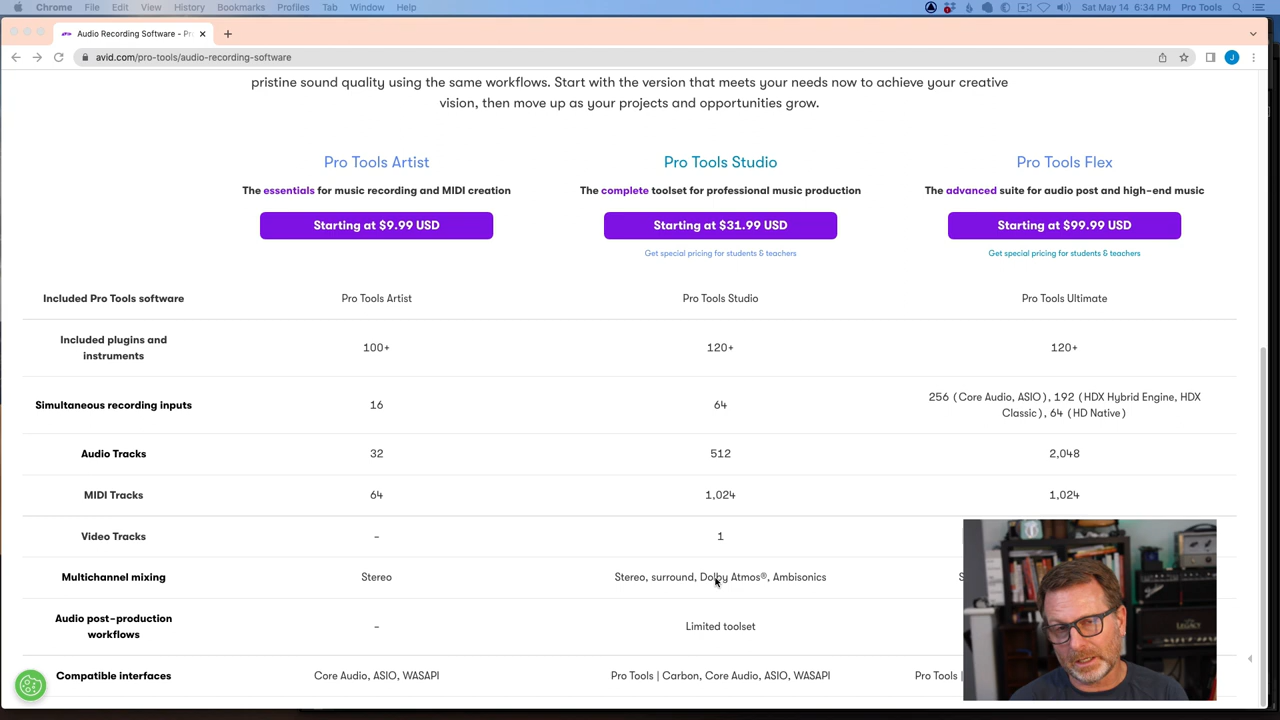 Chrome File Edit View History Bookmarks Profiles Tab Window Help Sat May 14 6:34 PM Pro Tools
Audio Recording Software - Pr
avid.com/pro-tools/audio-recording-software
J
pristine sound quality using the same workflows. Start with the version that meets your needs now to achieve your creative
vision, then move up as your projects and opportunities grow.
Pro Tools Artist Pro Tools Studio Pro Tools Flex
The essentials for music recording and MIDI creation The complete toolset for professional music production The advanced suite for audio post and high-end music
Starting at $9.99 USD Starting at $31.99 USD Starting at $99.99 USD
Get special pricing for students & teachers Get special pricing for students & teachers
Included Pro Tools software Pro Tools Artist Pro Tools Studio Pro Tools Ultimate
Included plugins and
instruments
100+ 120+ 120+
Simultaneous recording inputs 16 64
256 (Core Audio, ASIO), 192 (HDX Hybrid Engine, HDX
Classic), 64 (HD Native)
Audio Tracks 32 512 2,048
MIDI Tracks 64 1,024 1,024
Video Tracks - 1
Multichannel mixing Stereo Stereo, surround, Dolby Atmos®, Ambisonics S
Audio post-production
workflows
- Limited toolset
Compatible interfaces Core Audio, ASIO, WASAPI Pro Tools | Carbon, Core Audio, ASIO, WASAPI Pro Tools |